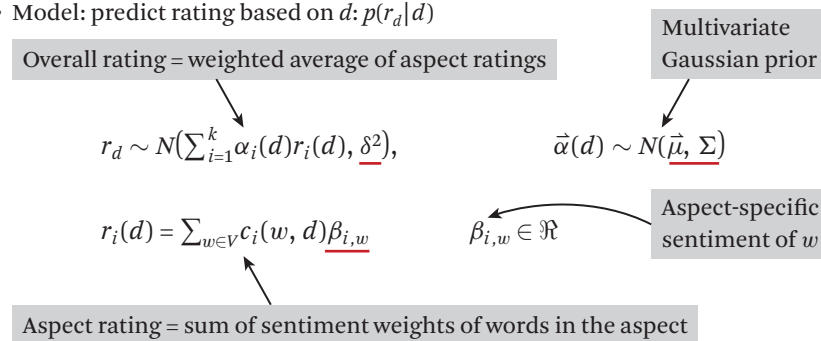 • Model: predict rating based on d: p(r_d|d)
Multivariate
Gaussian prior
Overall rating = weighted average of aspect ratings
r_d ∼ N(∑_{i=1}^{k} α_i(d)r_i(d), δ²),
α⃗(d) ∼ N(μ⃗, Σ)
r_i(d) = ∑_{w∈V} c_i(w, d)β_{i,w}
β_{i,w} ∈ ℜ
Aspect-specific
sentiment of w
Aspect rating = sum of sentiment weights of words in the aspect